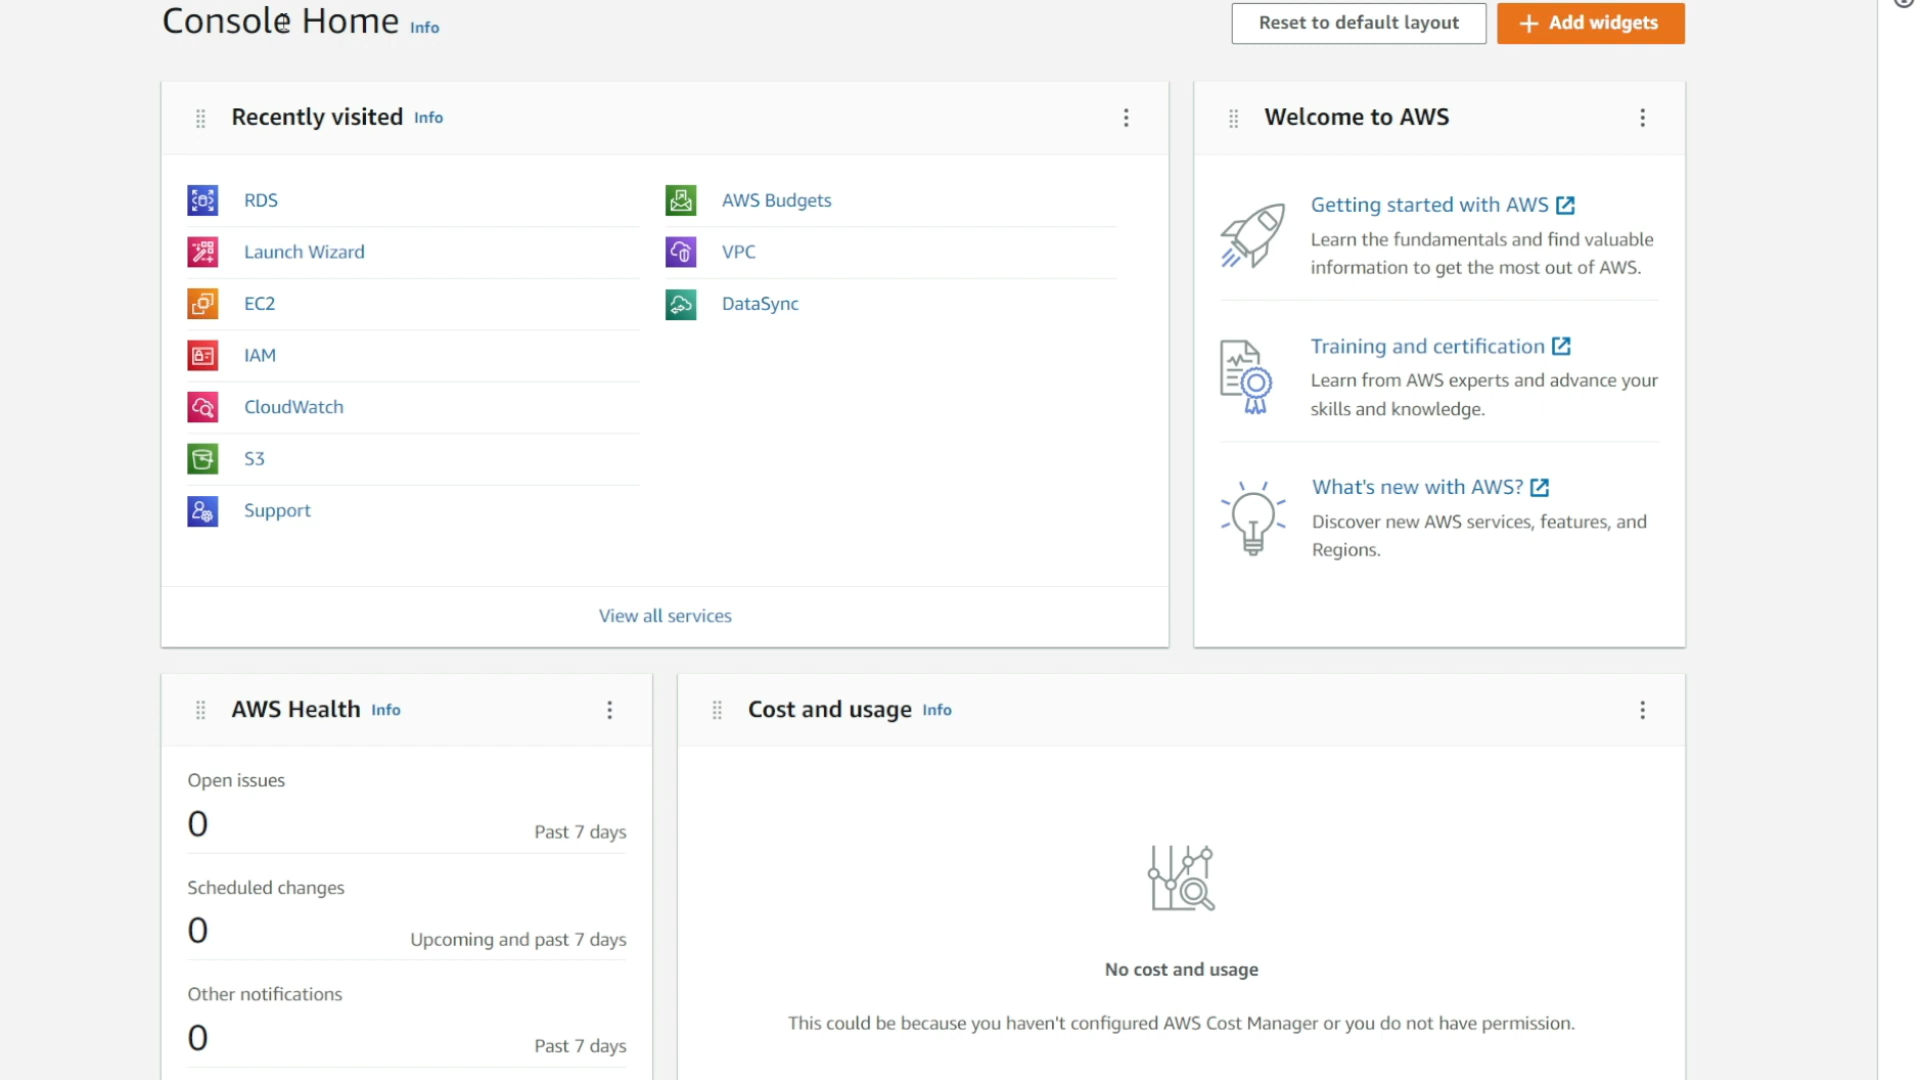 Console Home Info
Reset to default layout
Add widgets
Recently visited Info
RDS
Launch Wizard
EC2
IAM
CloudWatch
S3
Support
AWS Budgets
VPC
DataSync
View all services
Welcome to AWS
Getting started with AWS
Learn the fundamentals and find valuable
information to get the most out of AWS.
Training and certification
Learn from AWS experts and advance your
skills and knowledge.
What's new with AWS?
Discover new AWS services, features, and
Regions.
AWS Health Info
Open issues
0 Past 7 days
Scheduled changes
0 Upcoming and past 7 days
Other notifications
0 Past 7 days
Cost and usage Info
No cost and usage
This could be because you haven't configured AWS Cost Manager or you do not have permission.